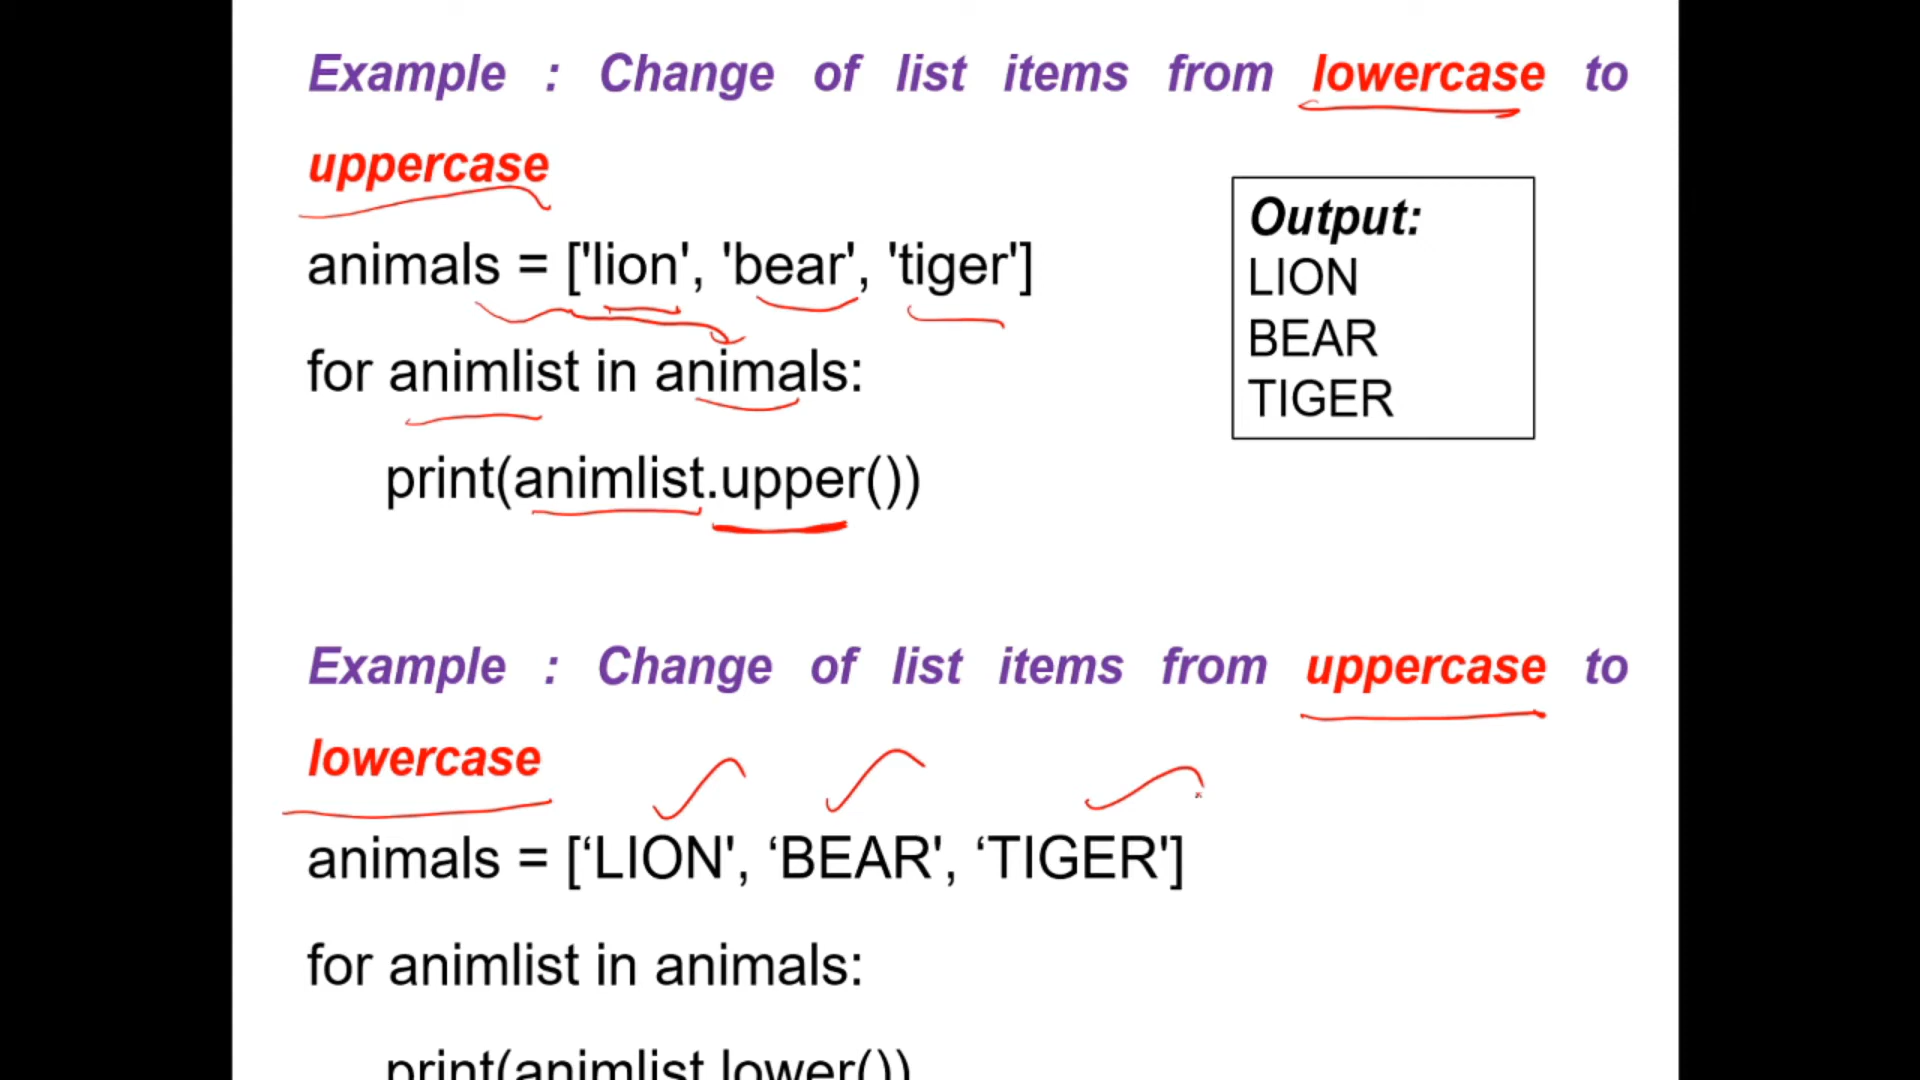 Example : Change of list items from lowercase to
uppercase
animals = ['lion', 'bear', 'tiger']
for animlist in animals:
print(animlist.upper())
Output:
LION
BEAR
TIGER
Example : Change of list items from uppercase to
lowercase
animals = [‘LION', ‘BEAR', ‘TIGER']
for animlist in animals:
print(animlist.lower())